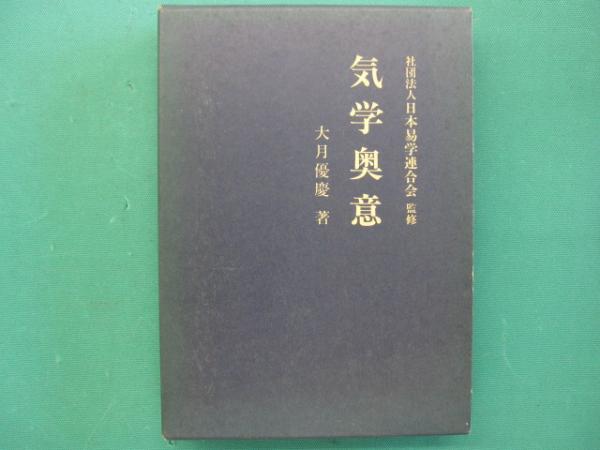 社団法人日本易学連合会 監修
気学奥意
大月優慶 著